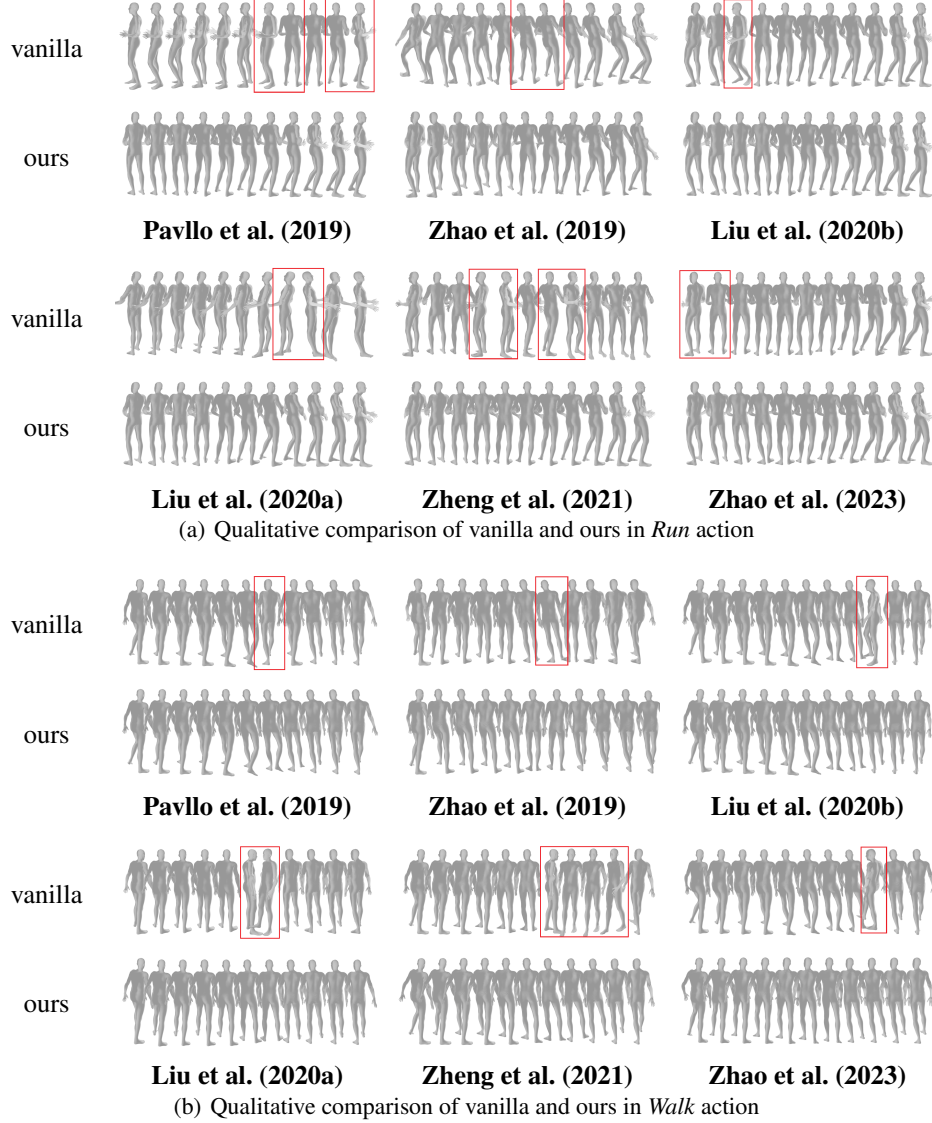 vanilla
ours
Pavllo et al. (2019) Zhao et al. (2019) Liu et al. (2020b)
vanilla
ours
Liu et al. (2020a) Zheng et al. (2021) Zhao et al. (2023)
(a) Qualitative comparison of vanilla and ours in Run action
vanilla
ours
Pavllo et al. (2019) Zhao et al. (2019) Liu et al. (2020b)
vanilla
ours
Liu et al. (2020a) Zheng et al. (2021) Zhao et al. (2023)
(b) Qualitative comparison of vanilla and ours in Walk action